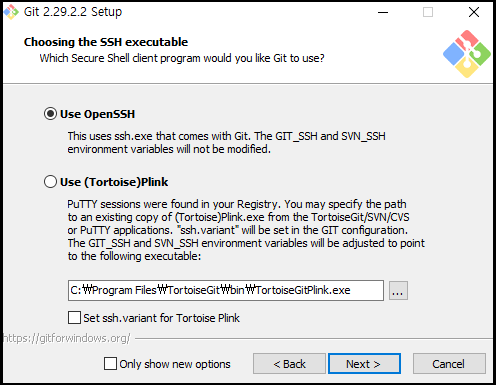 Git 2.29.2.2 Setup
Choosing the SSH executable
Which Secure Shell client program would you like Git to use?
Use OpenSSH
This uses ssh.exe that comes with Git. The GIT_SSH and SVN_SSH
environment variables will not be modified.
Use (Tortoise)Plink
PuTTY sessions were found in your Registry. You may specify the path
to an existing copy of (Tortoise)Plink.exe from the TortoiseGit/SVN/CVS
or PuTTY applications. "ssh.variant" will be set in the GIT configuration.
The GIT_SSH and SVN_SSH environment variables will be adjusted to point
to the following executable:
C:₩Program Files₩TortoiseGit₩bin₩TortoiseGitPlink.exe
...
Set ssh.variant for Tortoise Plink
https://gitforwindows.org/
Only show new options
< Back
Next >
Cancel